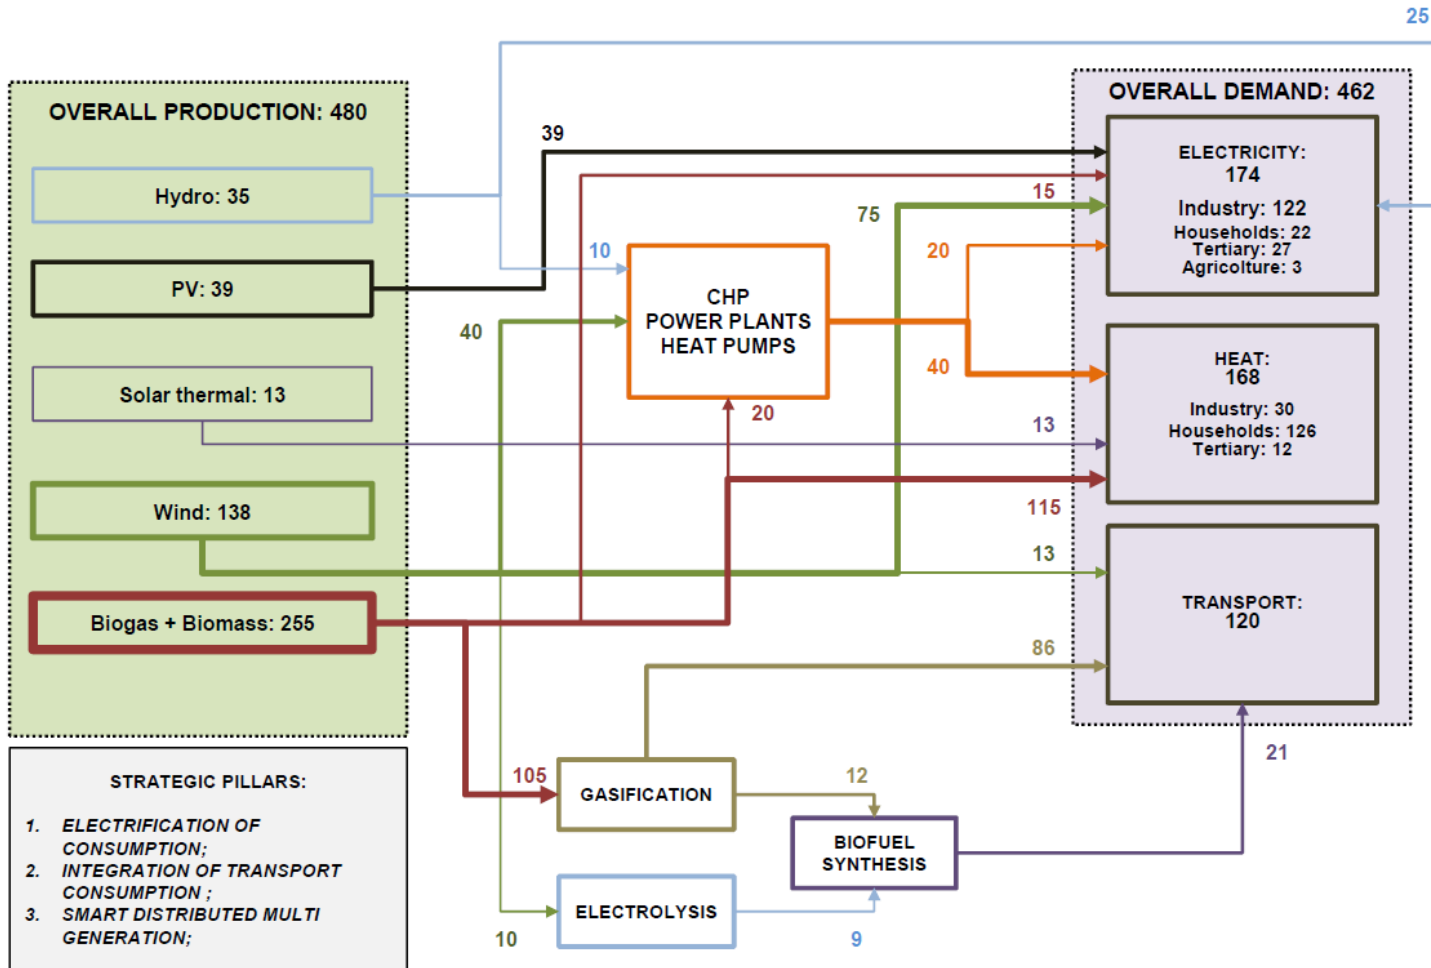 25
OVERALL PRODUCTION: 480
OVERALL DEMAND: 462
Hydro: 35
PV: 39
Solar thermal: 13
Wind: 138
Biogas + Biomass: 255
39
15
75
10
20
40
CHP
POWER PLANTS
HEAT PUMPS
40
20
13
115
13
86
ELECTRICITY:
174
Industry: 122
Households: 22
Tertiary: 27
Agricolture: 3
HEAT:
168
Industry: 30
Households: 126
Tertiary: 12
TRANSPORT:
120
21
105
GASIFICATION
12
BIOFUEL
SYNTHESIS
ELECTROLYSIS
10
9
STRATEGIC PILLARS:
1. ELECTRIFICATION OF
CONSUMPTION;
2. INTEGRATION OF TRANSPORT
CONSUMPTION ;
3. SMART DISTRIBUTED MULTI
GENERATION;